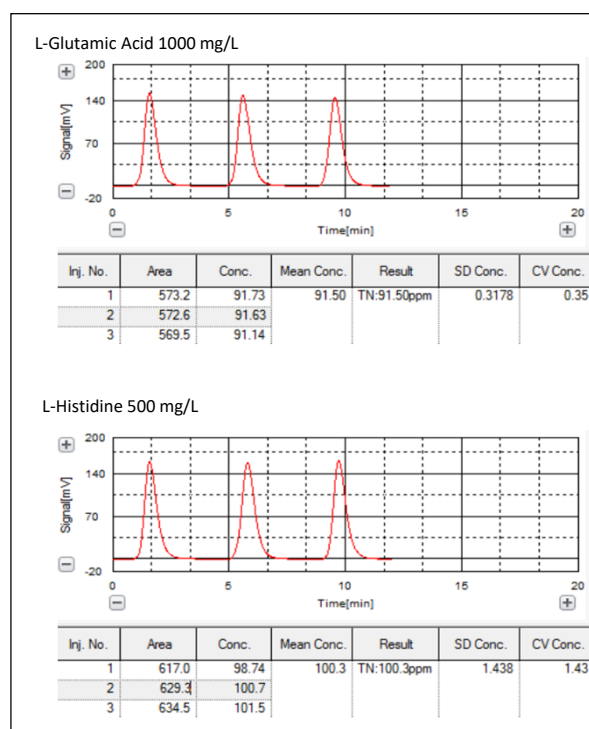 L-Glutamic Acid 1000 mg/L
200
140
70
-20
Signal[mV]
0 5 10 15 20
Time[min]
Inj. No. Area Conc. Mean Conc. Result SD Conc. CV Conc.
1 573.2 91.73 91.50 TN:91.50ppm 0.3178 0.35
2 572.6 91.63
3 569.5 91.14
L-Histidine 500 mg/L
200
140
70
-20
Signal[mV]
0 5 10 15 20
Time[min]
Inj. No. Area Conc. Mean Conc. Result SD Conc. CV Conc.
1 617.0 98.74 100.3 TN:100.3ppm 1.438 1.43
2 629.3 100.7
3 634.5 101.5